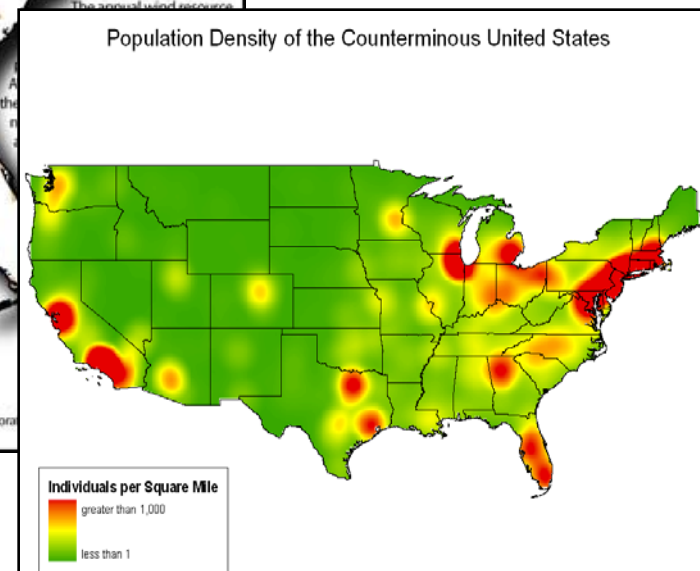 The annual wind resource
Population Density of the Counterminous United States
the
Individuals per Square Mile
greater than 1,000
less than 1